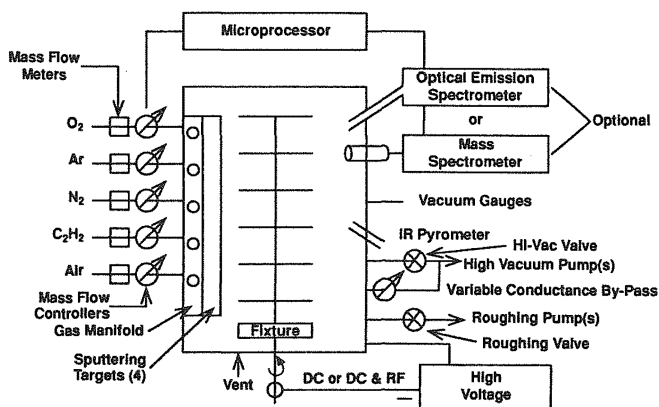 Microprocessor
Mass Flow
Meters
Optical Emission
Spectrometer
or
Mass
Spectrometer
Optional
O2
Ar
N2
C2H2
Air
Vacuum Gauges
IR Pyrometer
Hi-Vac Valve
High Vacuum Pump(s)
Variable Conductance By-Pass
Mass Flow
Controllers
Gas Manifold
Sputtering
Targets (4)
Fixture
Roughing Pump(s)
Roughing Valve
Vent
DC or DC & RF
High
Voltage